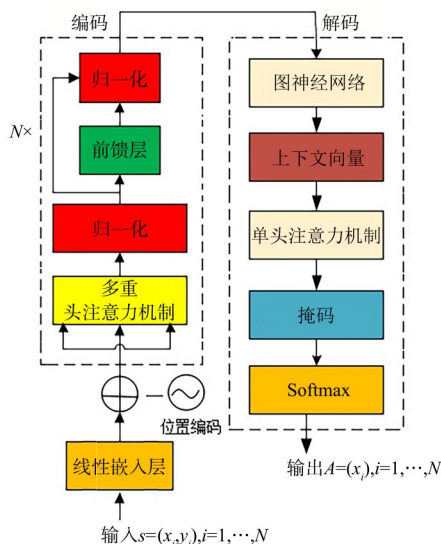 编码
归一化
N×
前馈层
归一化
多重
头注意力机制
位置编码
线性嵌入层
输入s=(xᵢ,yᵢ),i=1,⋯,N
解码
图神经网络
上下文向量
单头注意力机制
掩码
Softmax
输出A=(xᵢ),i=1,⋯,N